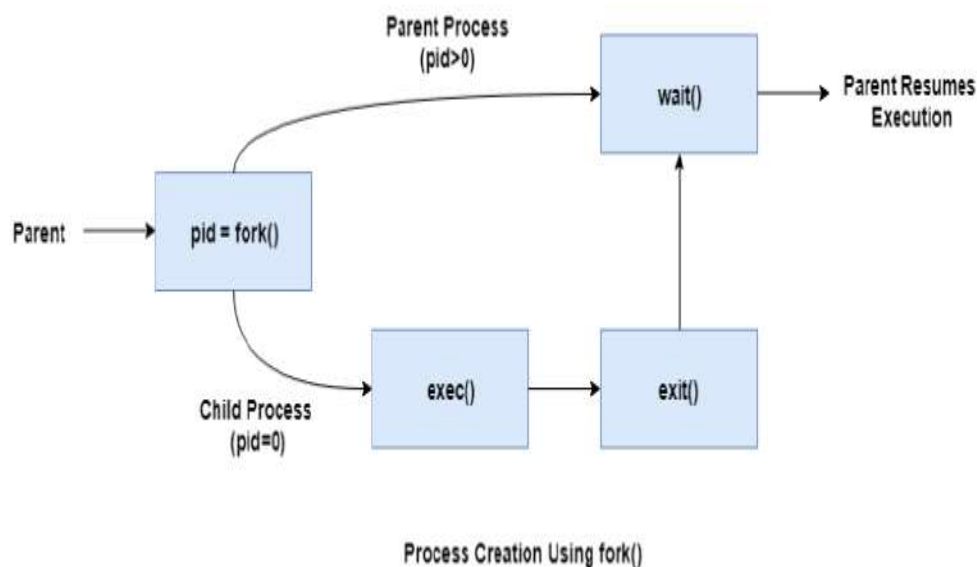 Parent Process
(pid>0)
wait()
Parent Resumes
Execution
Parent
pid = fork()
exec()
exit()
Child Process
(pid=0)
Process Creation Using fork()